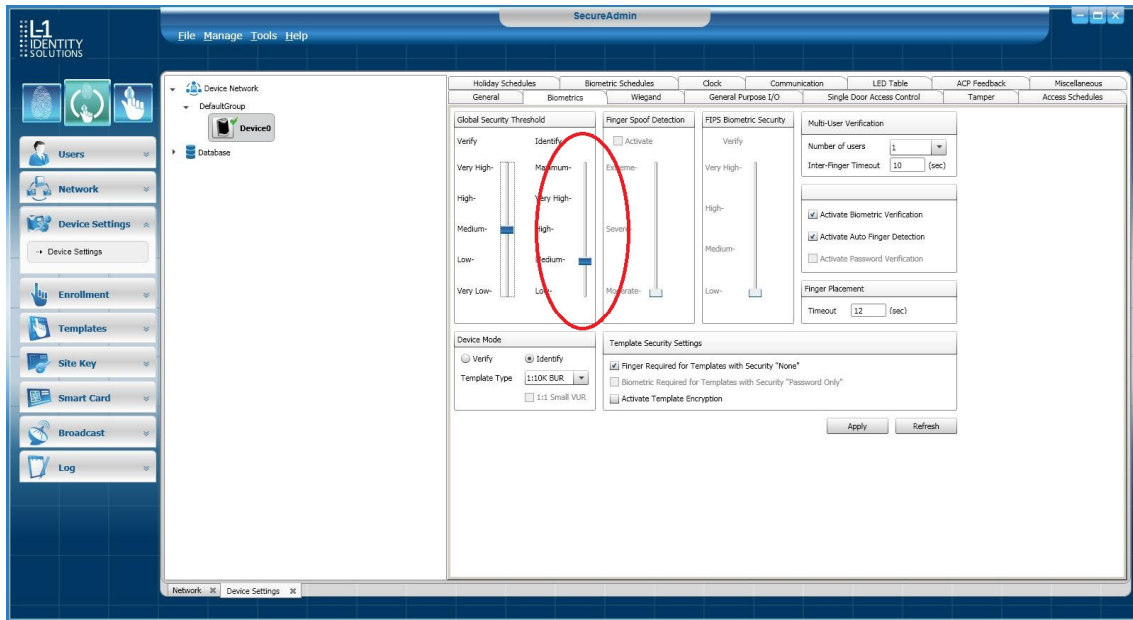 SecureAdmin
L-1
IDENTITY
SOLUTIONS
File Manage Tools Help
Users
Network
Device Settings
Device Settings
Enrollment
Templates
Site Key
Smart Card
Broadcast
Log
Device Network
DefaultGroup
Device0
Database
Holiday Schedules Biometric Schedules Clock Communication LED Table ACP Feedback Miscellaneous
General Biometrics Wiegand General Purpose I/O Single Door Access Control Tamper Access Schedules
Global Security Threshold
Verify Identify
Very High- Maximum-
High- Very High-
Medium- High-
Low- Medium-
Very Low- Low-
Finger Spoof Detection
Activate
Extreme-
Severe-
Moderate-
FIPS Biometric Security
Verify
Very High-
High-
Medium-
Low-
Multi-User Verification
Number of users 1
Inter-Finger Timeout 10 (sec)
Activate Biometric Verification
Activate Auto Finger Detection
Activate Password Verification
Finger Placement
Timeout 12 (sec)
Device Mode
Verify Identify
Template Type 1:10K BUR
1:1 Small VUR
Template Security Settings
Finger Required for Templates with Security "None"
Biometric Required for Templates with Security "Password Only"
Activate Template Encryption
Apply Refresh
Network Device Settings